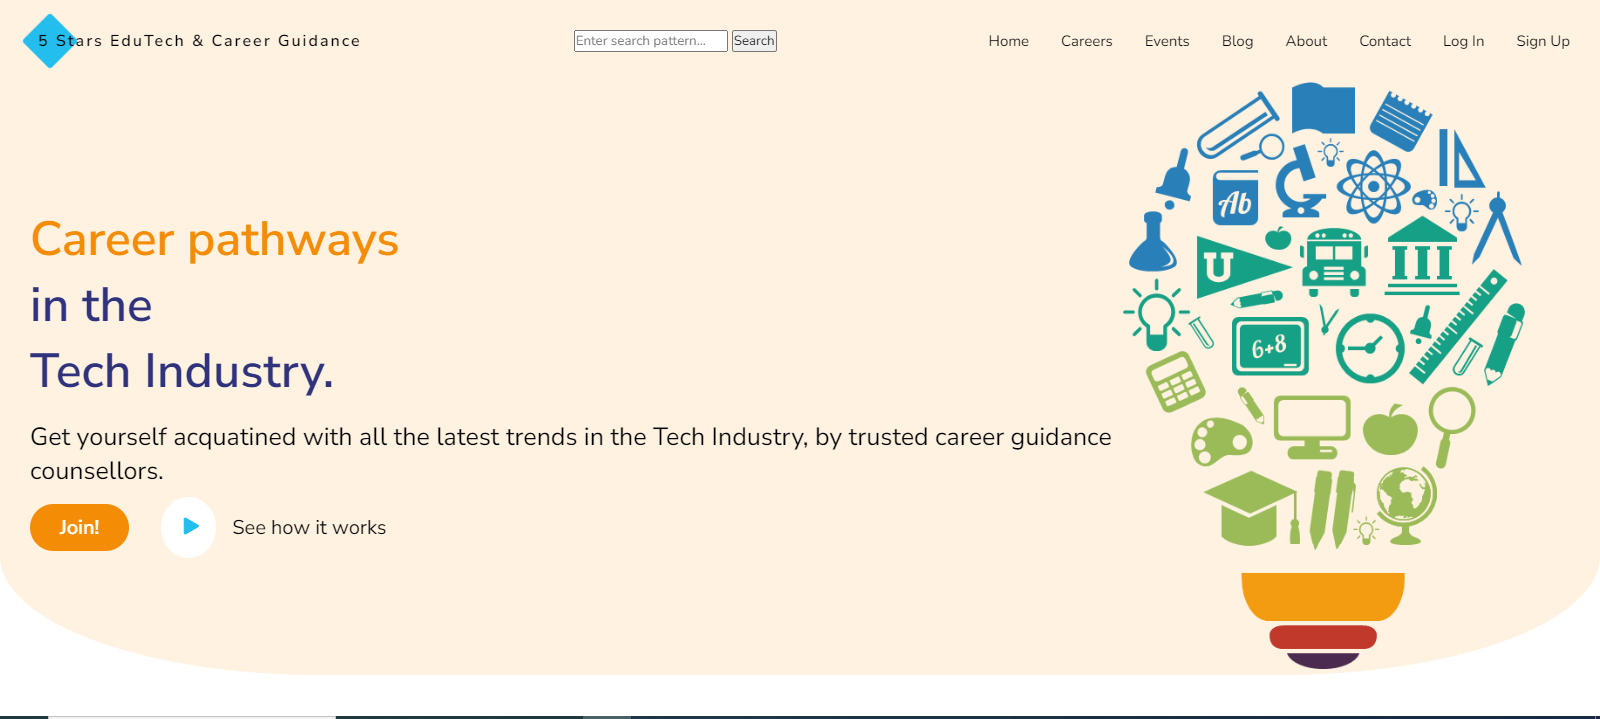 5 Stars EduTech & Career Guidance
Enter search pattern... Search
Home Careers Events Blog About Contact Log In Sign Up
Ab
U
6+8
Career pathways
in the
Tech Industry.
Get yourself acquatined with all the latest trends in the Tech Industry, by trusted career guidance
counsellors.
Join! See how it works